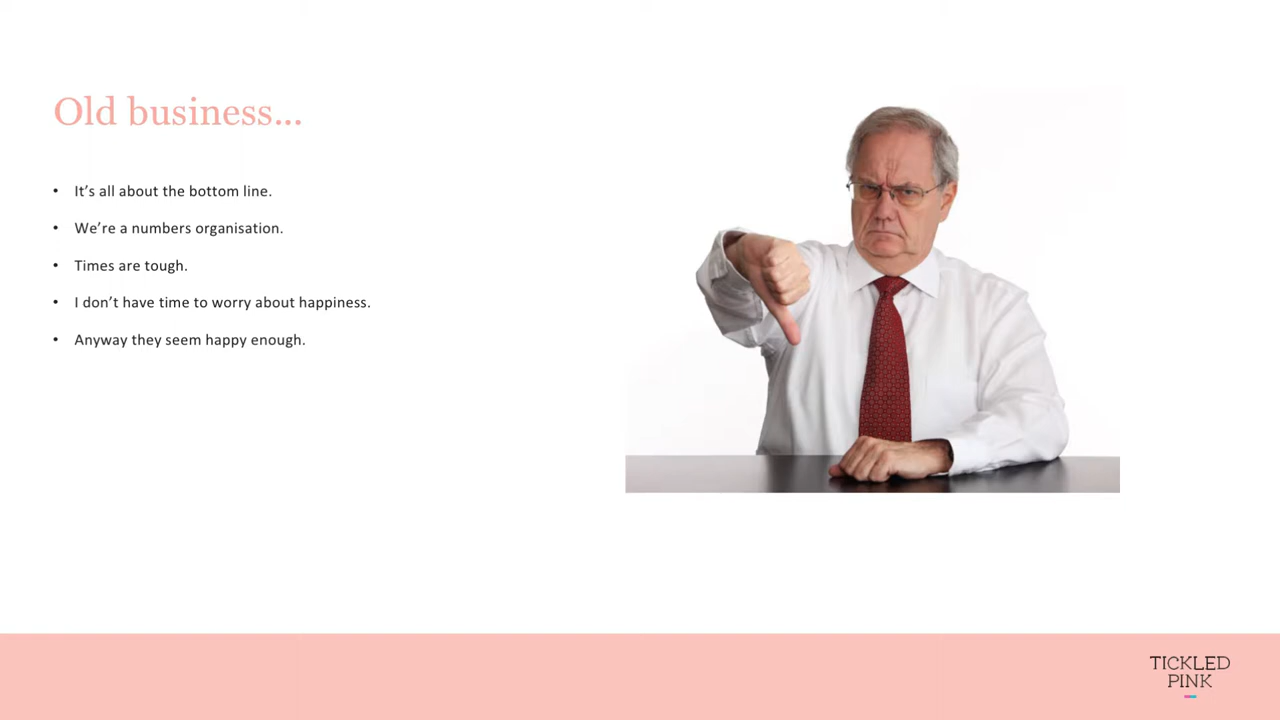 Old business...
• It’s all about the bottom line.
• We’re a numbers organisation.
• Times are tough.
• I don’t have time to worry about happiness.
• Anyway they seem happy enough.
TICKLED
PINK